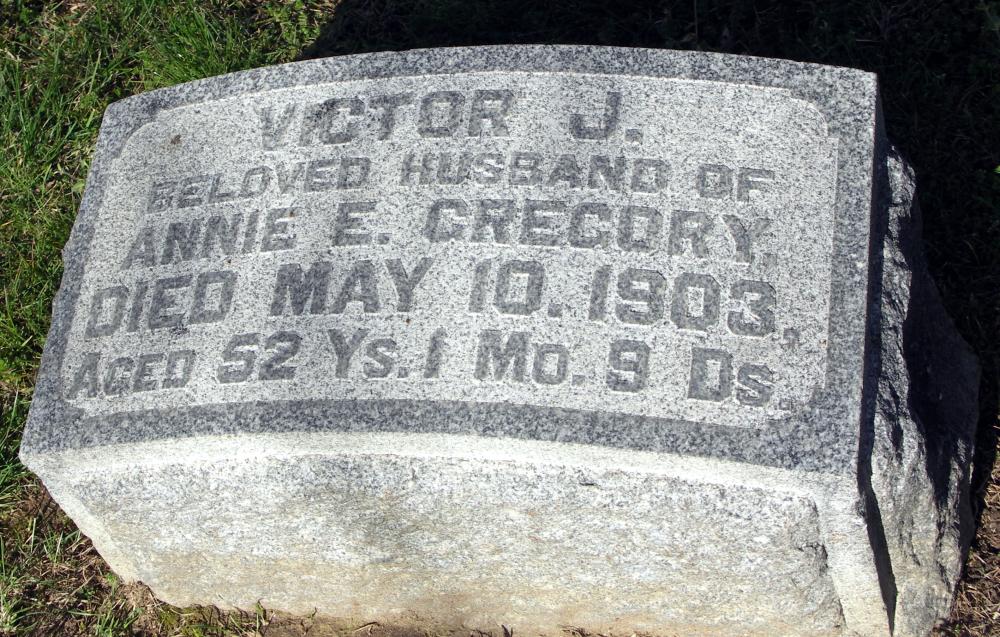 VICTOR J.
BELOVED HUSBAND OF
ANNIE E. GREGORY,
DIED MAY 10. 1903,
AGED 52 YS. 1 MO. 9 DS.